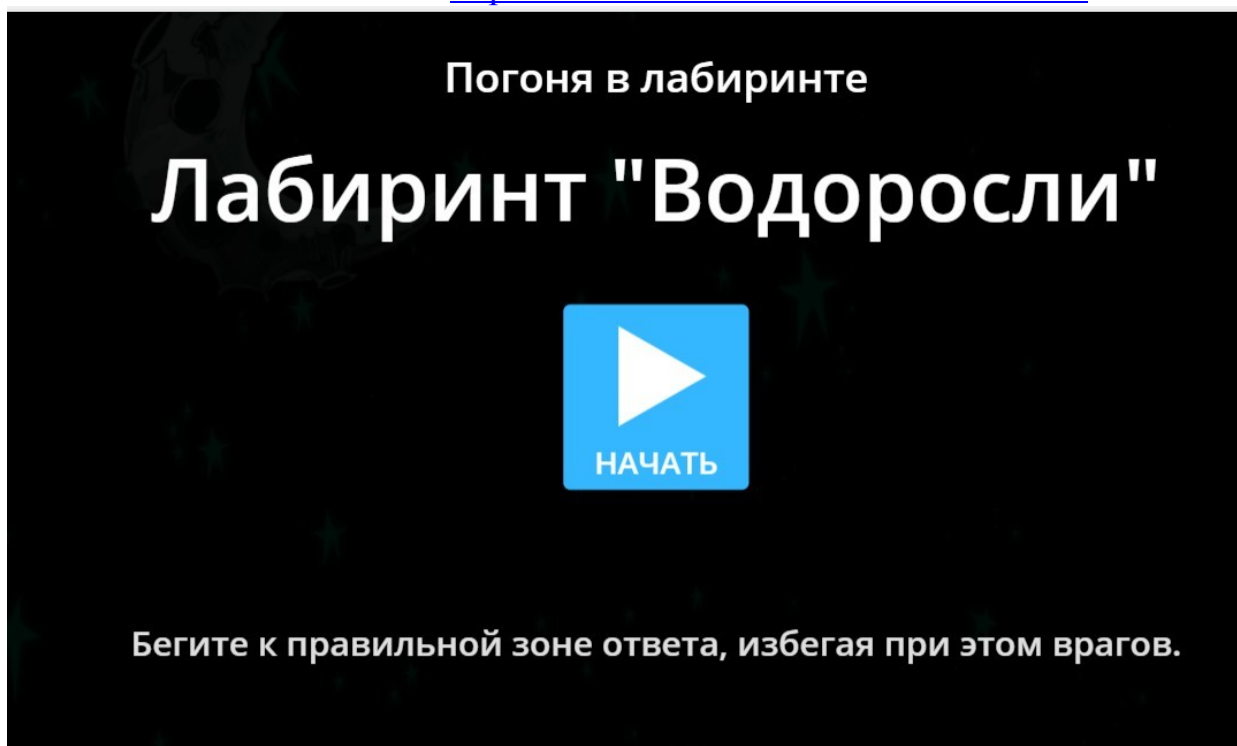 Погоня в лабиринте
Лабиринт "Водоросли"
НАЧАТЬ
Бегите к правильной зоне ответа, избегая при этом врагов.